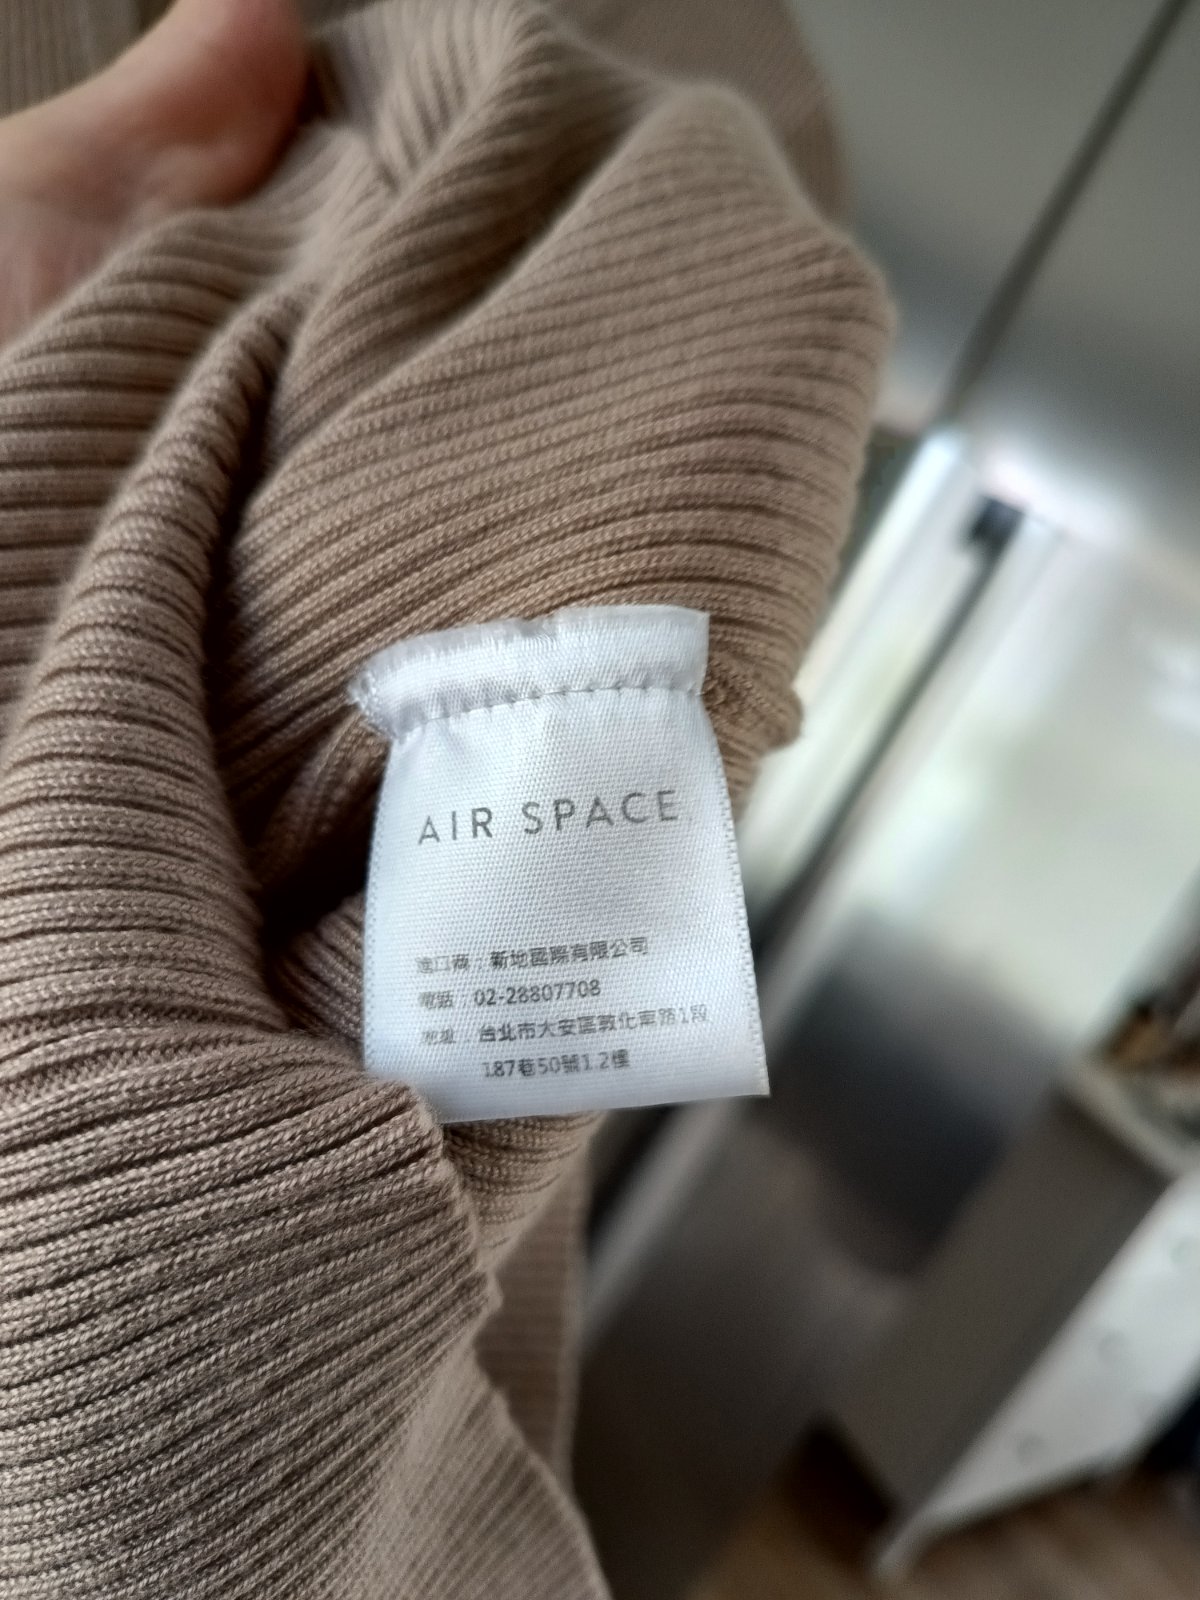 AIR SPACE
進口商：新地國際有限公司
電話：02-28807708
地址：台北市大安區敦化南路1段
187巷50號1.2樓